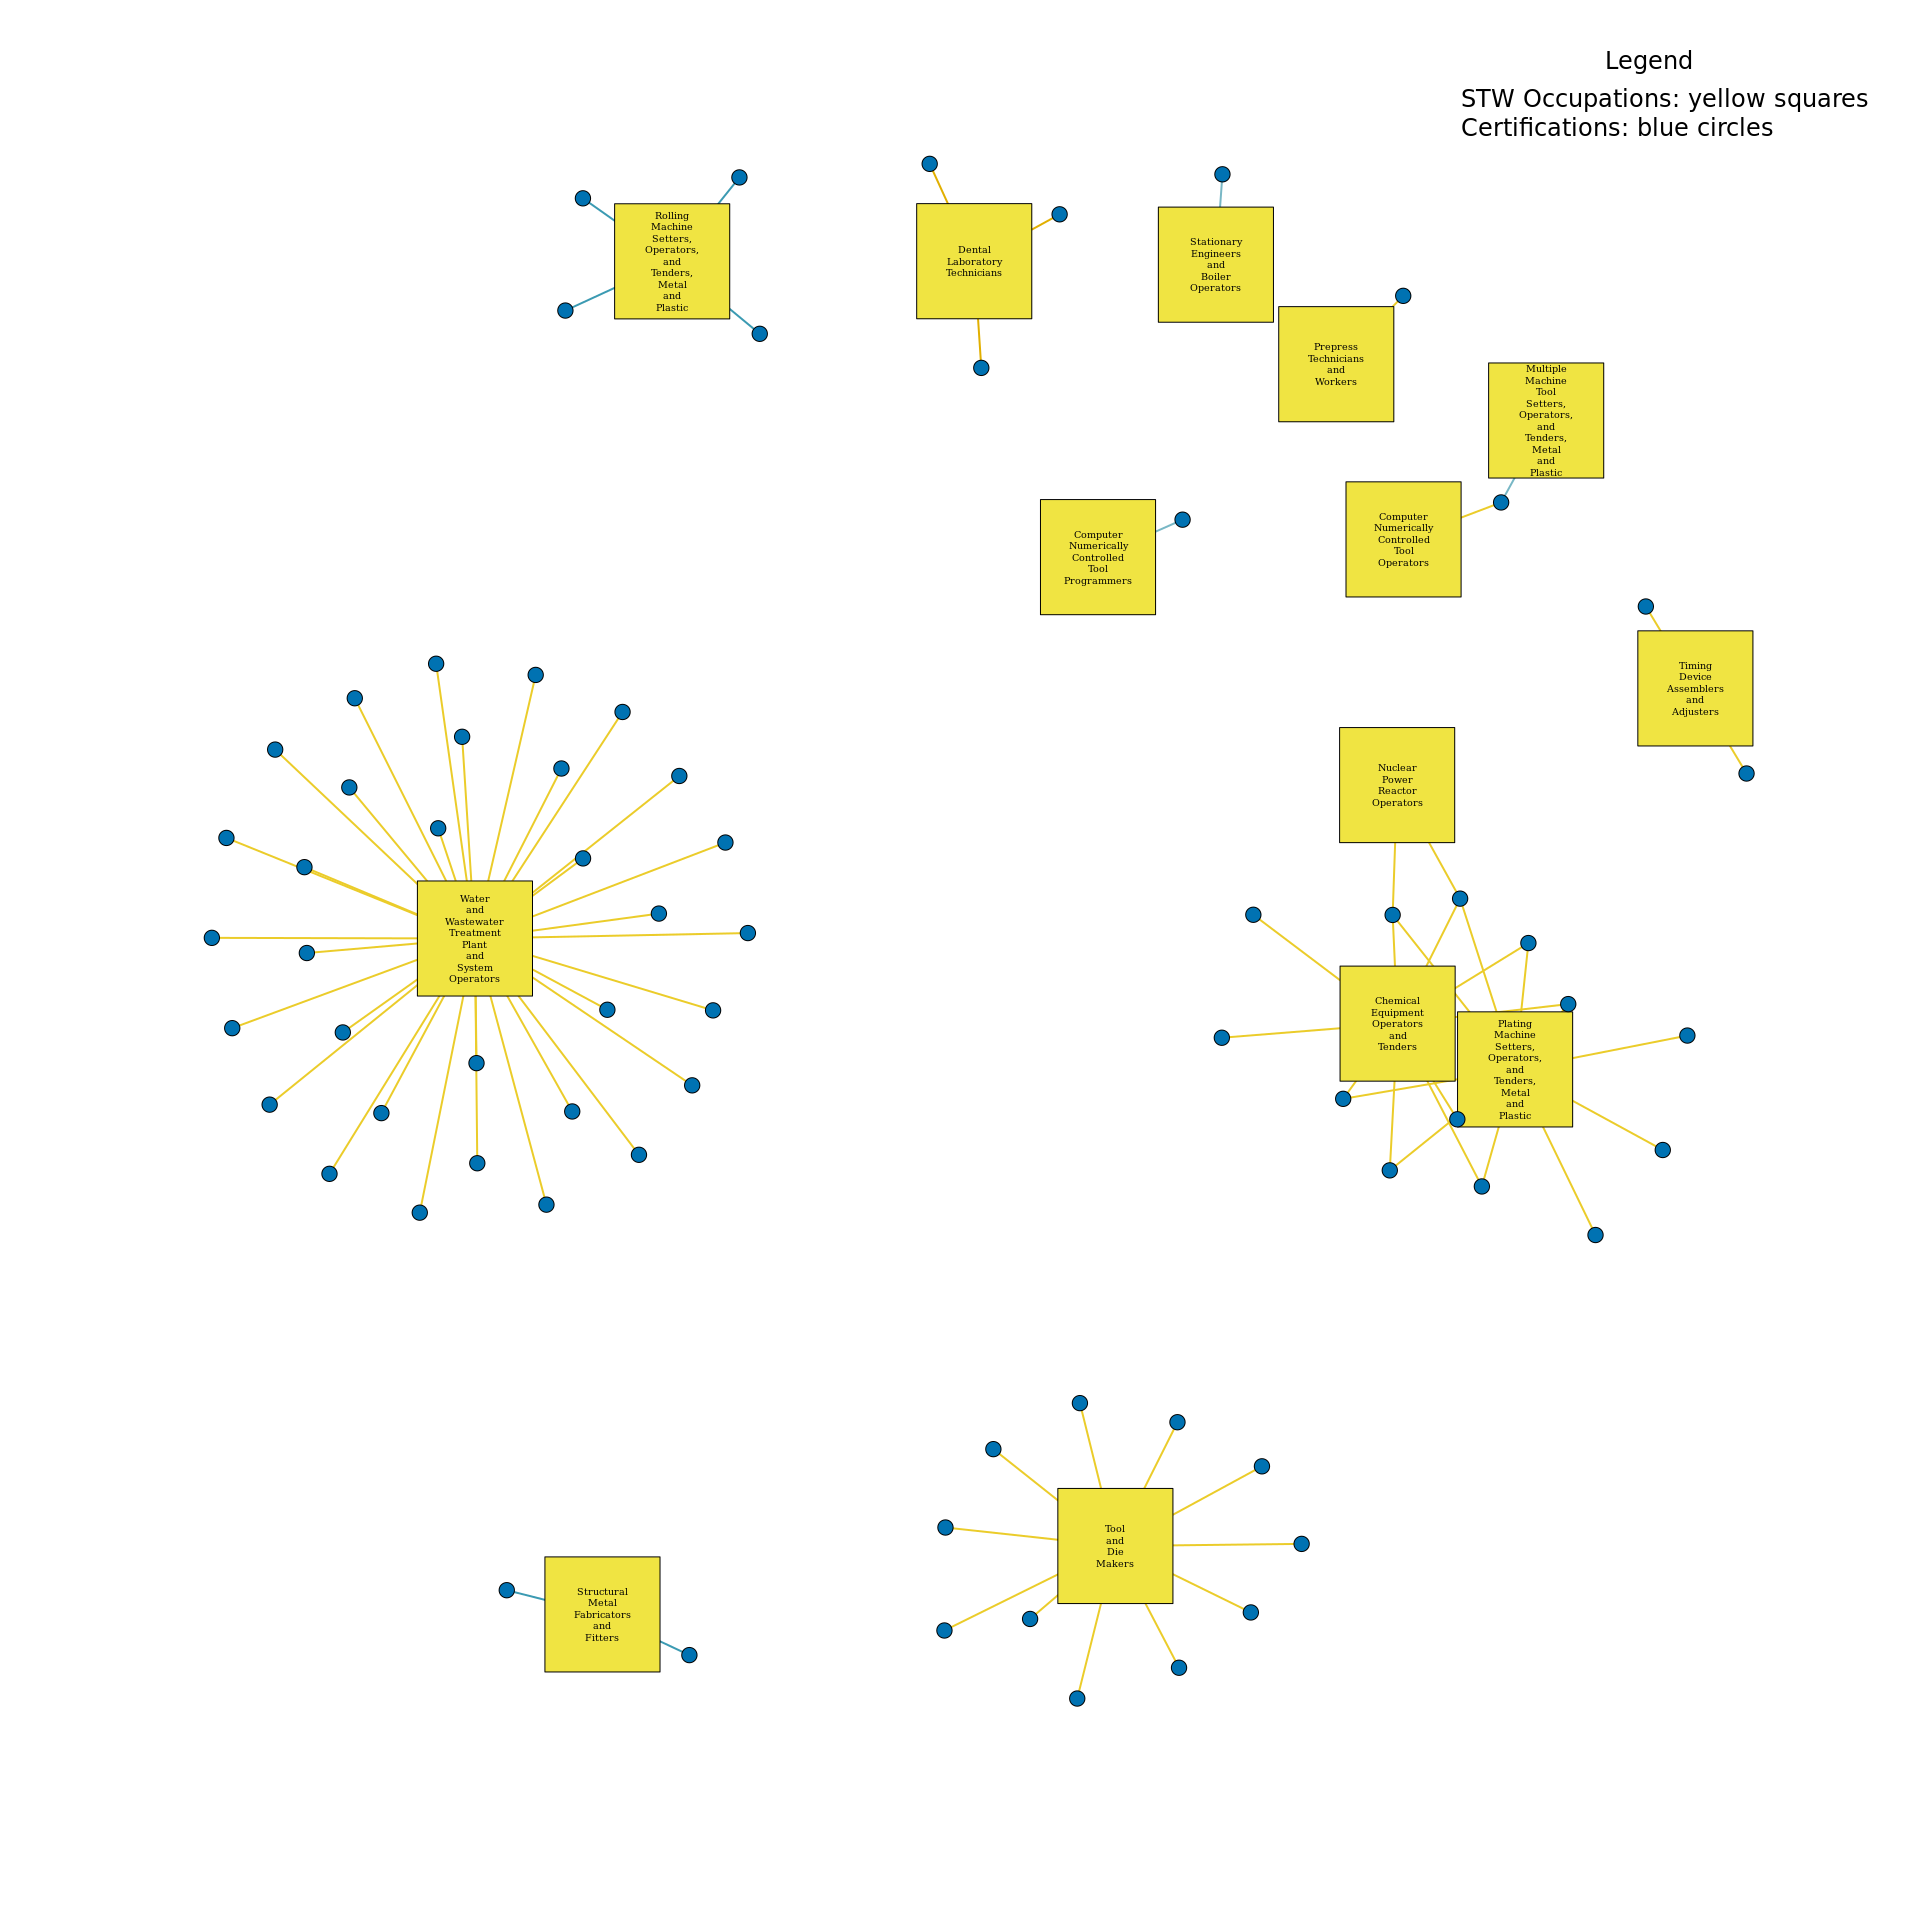 Legend
STW Occupations: yellow squares
Certifications: blue circles
Rolling
Machine
Setters,
Operators,
and
Tenders,
Metal
and
Plastic
Dental
Laboratory
Technicians
Stationary
Engineers
and
Boiler
Operators
Prepress
Technicians
and
Workers
Multiple
Machine
Tool
Setters,
Operators,
and
Tenders,
Metal
and
Plastic
Computer
Numerically
Controlled
Tool
Programmers
Computer
Numerically
Controlled
Tool
Operators
Timing
Device
Assemblers
and
Adjusters
Nuclear
Power
Reactor
Operators
Water
and
Wastewater
Treatment
Plant
and
System
Operators
Chemical
Equipment
Operators
and
Tenders
Plating
Machine
Setters,
Operators,
and
Tenders,
Metal
and
Plastic
Tool
and
Die
Makers
Structural
Metal
Fabricators
and
Fitters